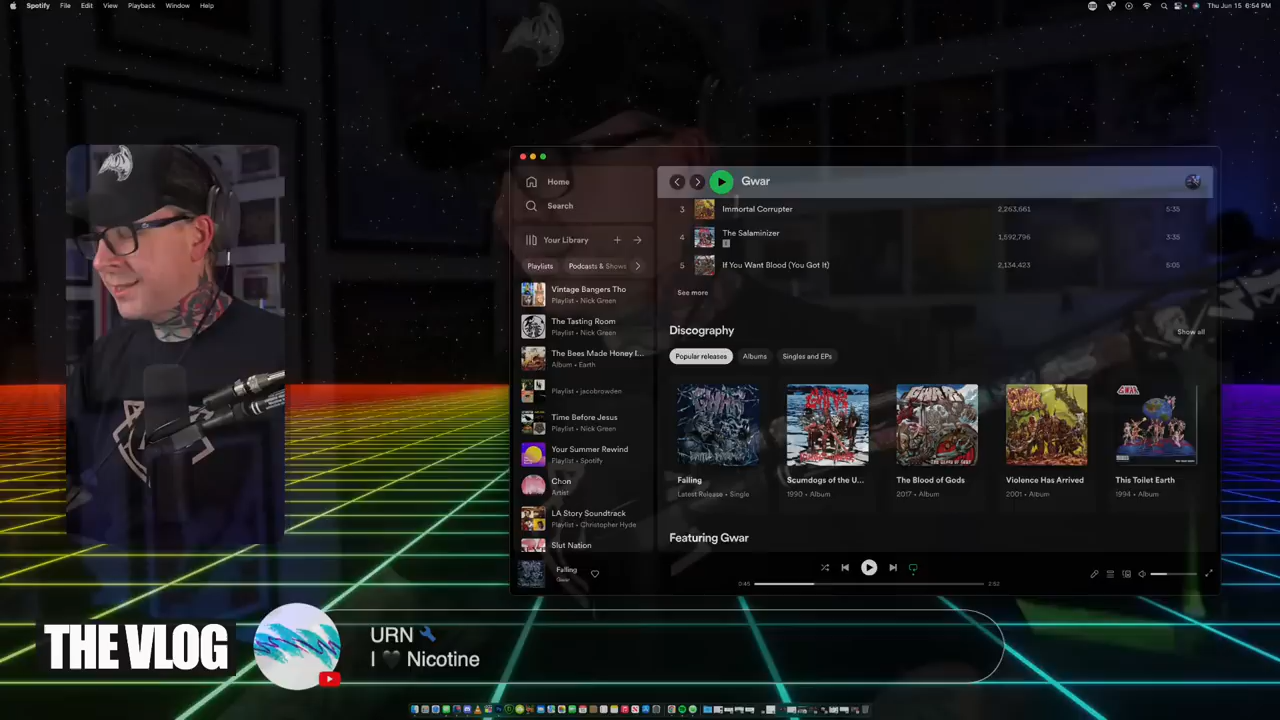 Spotify File Edit View Playback Window Help
Thu Jun 15 6:54 PM
Home
Search
Your Library
Playlists Podcasts & Shows
Vintage Bangers Tho
Playlist • Nick Green
The Tasting Room
Playlist • Nick Green
The Bees Made Honey I...
Album • Earth
Playlist • jacobrowden
Time Before Jesus
Playlist • Nick Green
Your Summer Rewind
Playlist • Spotify
Chon
Artist
LA Story Soundtrack
Playlist • Christopher Hyde
Slut Nation
Falling
Gwar
Gwar
3 Immortal Corrupter 2,263,661 5:35
4 The Salaminizer 1,592,796 3:35
E
5 If You Want Blood (You Got It) 2,134,423 5:05
See more
Discography
Show all
Popular releases Albums Singles and EPs
Falling
Latest Release • Single
Scumdogs of the U...
1990 • Album
The Blood of Gods
2017 • Album
Violence Has Arrived
2001 • Album
This Toilet Earth
1994 • Album
Featuring Gwar
0:45 2:52
THE VLOG
URN
I 🖤 Nicotine